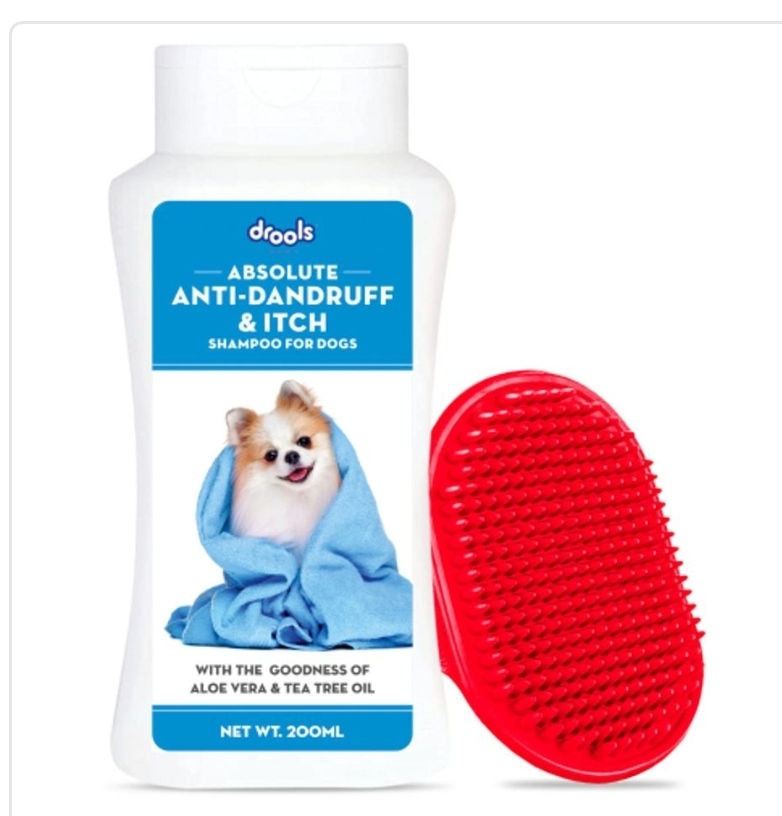 drools
ABSOLUTE
ANTI-DANDRUFF
& ITCH
SHAMPOO FOR DOGS
WITH THE GOODNESS OF
ALOE VERA & TEA TREE OIL
NET WT. 200ML